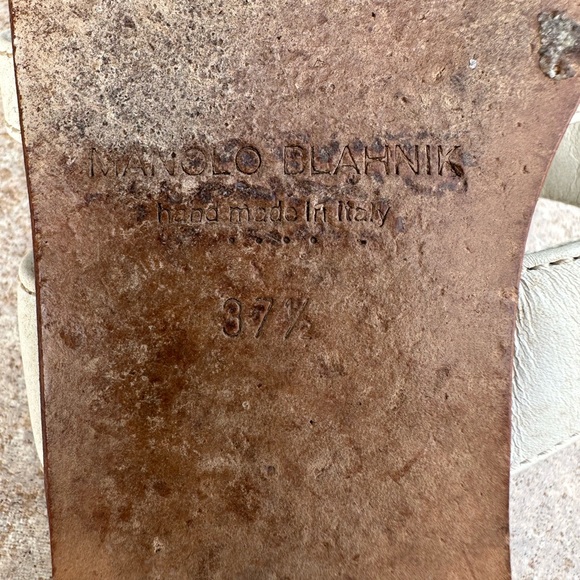 MANOLO BLAHNIK
hand made in Italy
37½